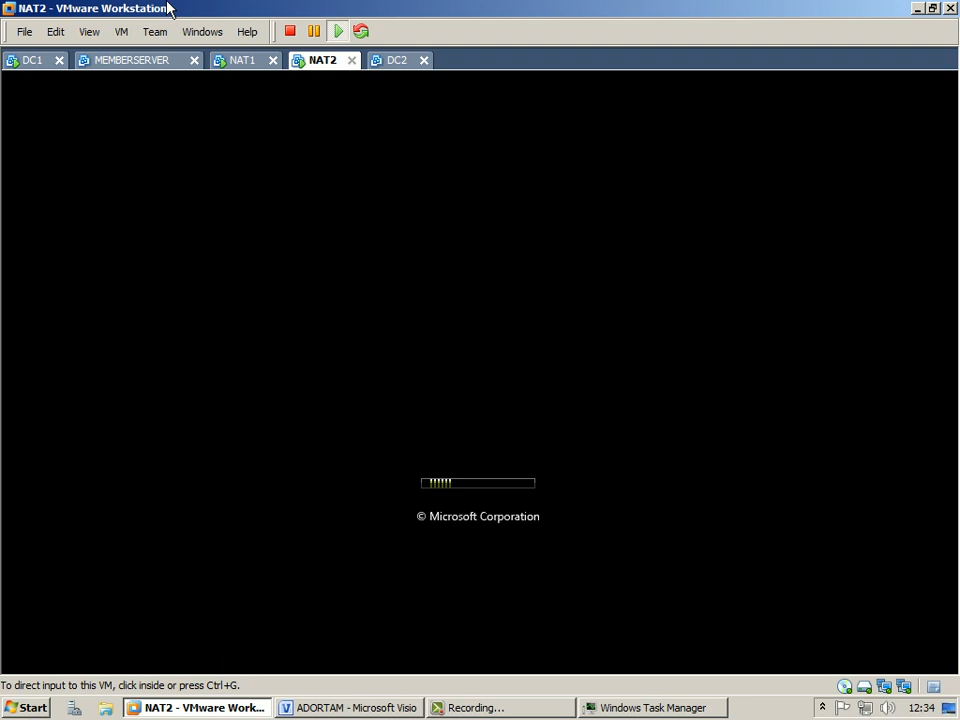 NAT2 - VMware Workstation
File Edit View VM Team Windows Help
DC1 MEMBERSERVER NAT1 NAT2 DC2
© Microsoft Corporation
To direct input to this VM, click inside or press Ctrl+G.
Start NAT2 - VMware Work... ADORTAM - Microsoft Visio Recording... Windows Task Manager 12:34